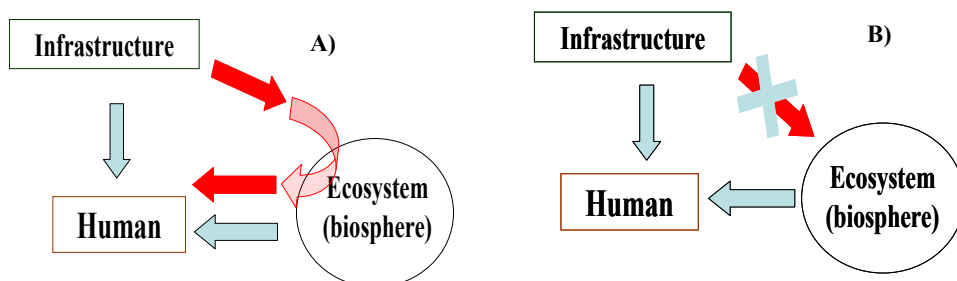 Infrastructure
A)
Human
Ecosystem
(biosphere)
Infrastructure
B)
Human
Ecosystem
(biosphere)